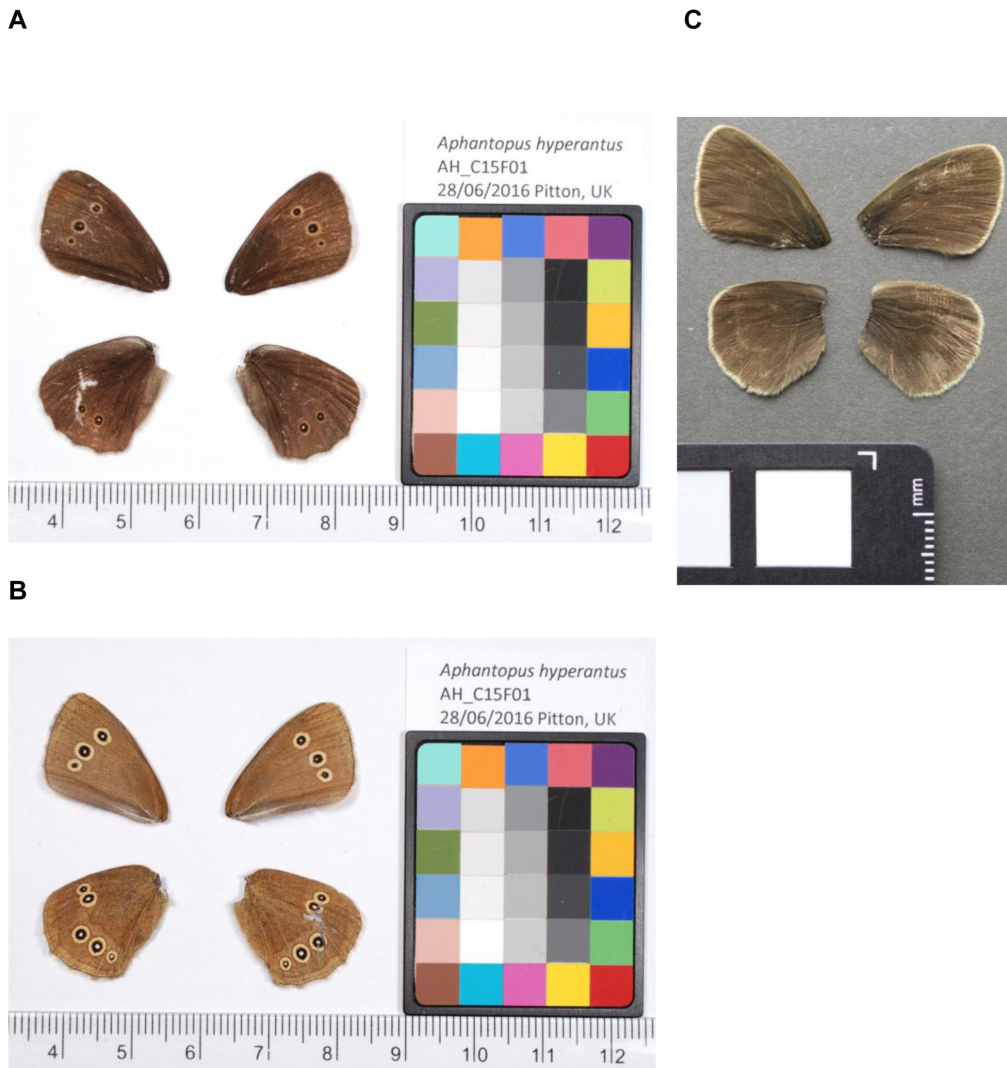 A
C
Aphantopus hyperantus
AH_C15F01
28/06/2016 Pitton, UK
4 5 6 7 8 9 10 11 12
mm
B
Aphantopus hyperantus
AH_C15F01
28/06/2016 Pitton, UK
4 5 6 7 8 9 10 11 12